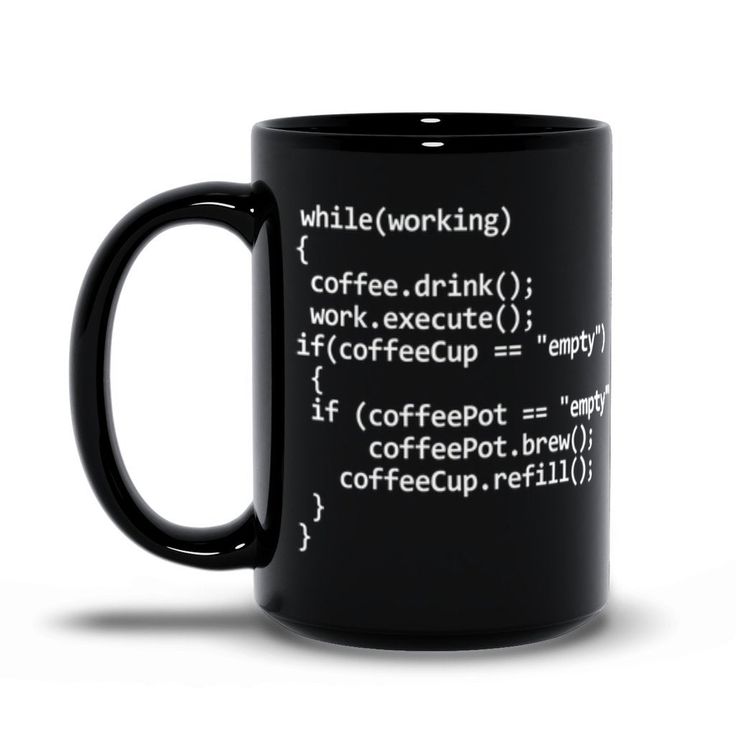 while(working)
{
coffee.drink();
work.execute();
if(coffeeCup == "empty")
{
if (coffeePot == "empty"
coffeePot.brew();
coffeeCup.refill();
}
}